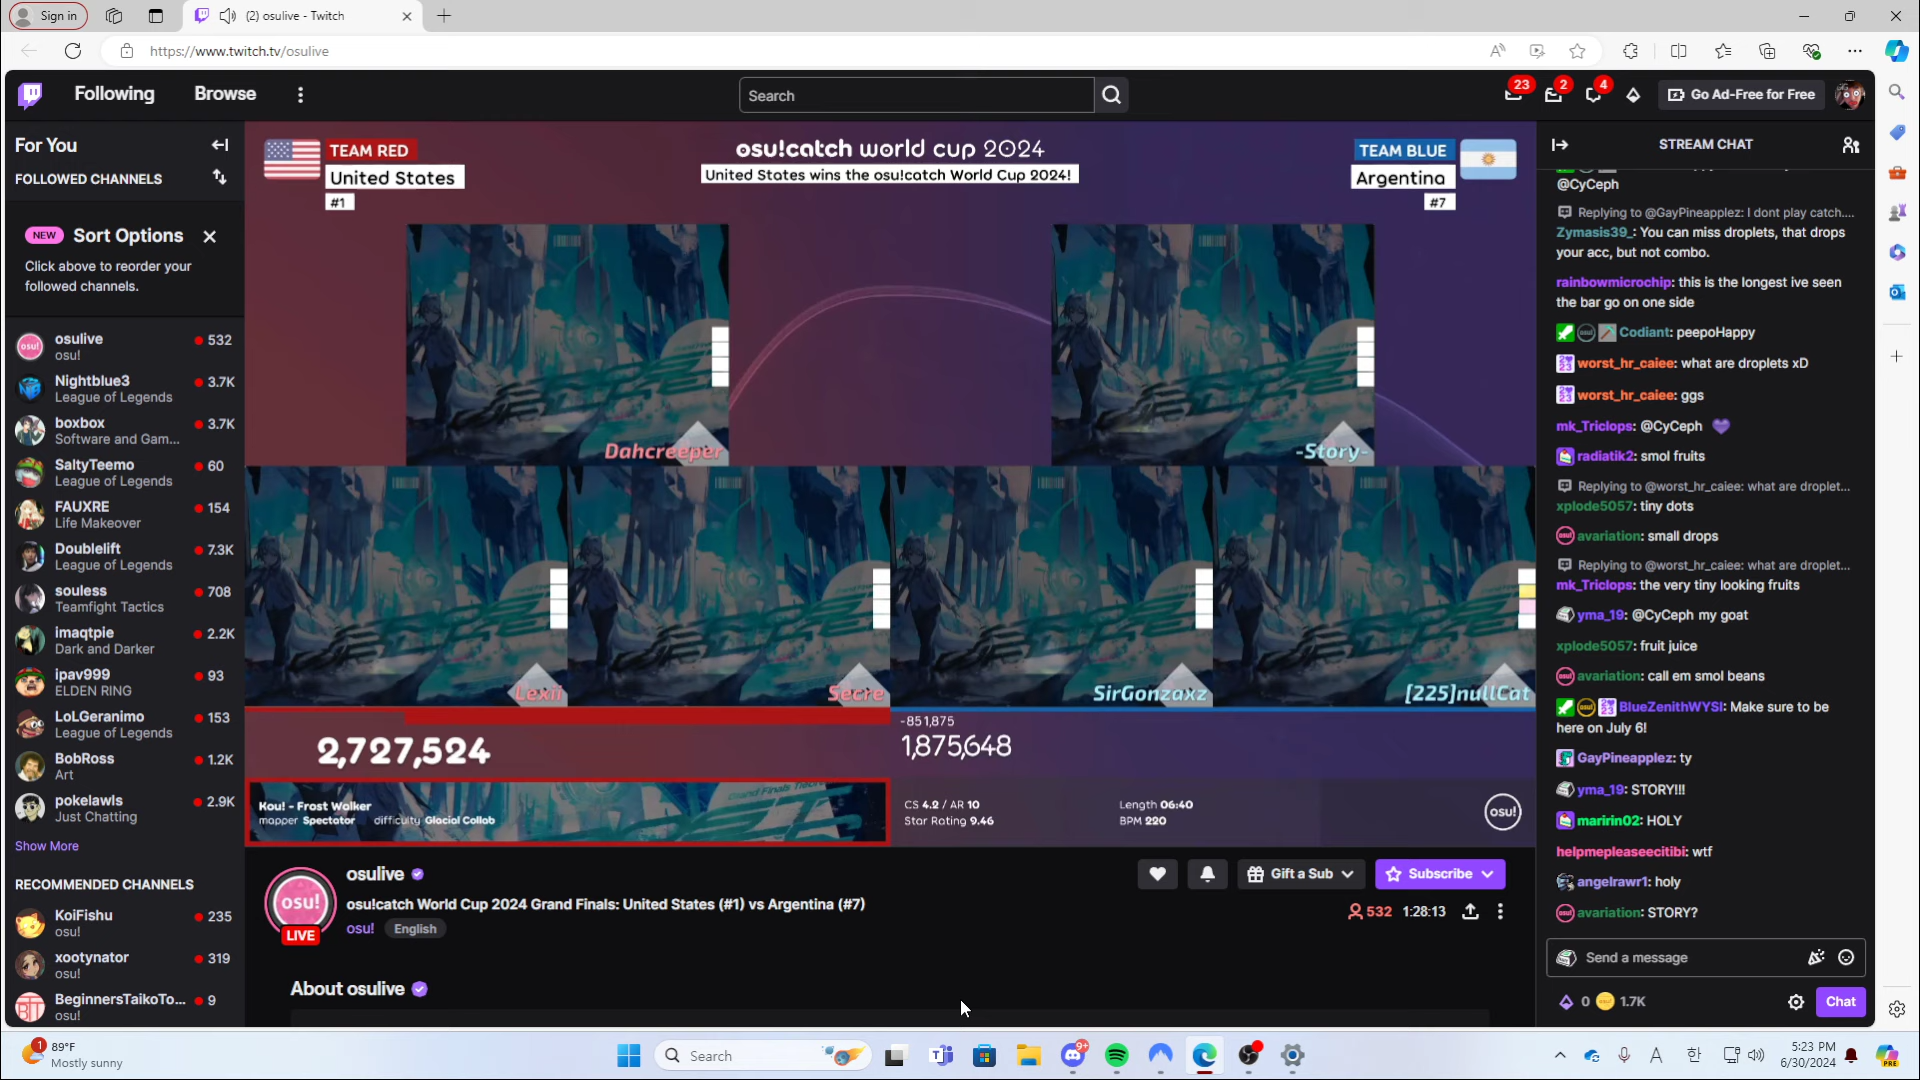 Sign in
(2) osulive - Twitch
https://www.twitch.tv/osulive
Following
Browse
Search
23
2
4
Go Ad-Free for Free
For You
FOLLOWED CHANNELS
NEW
Sort Options
Click above to reorder your
followed channels.
osu!
osulive
532
osu!
Nightblue3
3.7K
League of Legends
boxbox
3.7K
Software and Gam...
SaltyTeemo
60
League of Legends
FAUXRE
154
Life Makeover
Doublelift
7.3K
League of Legends
souless
708
Teamfight Tactics
imaqtpie
2.2K
Dark and Darker
ipav999
93
ELDEN RING
LoLGeranimo
153
League of Legends
BobRoss
1.2K
Art
pokelawls
2.9K
Just Chatting
Show More
RECOMMENDED CHANNELS
KoiFishu
235
osu!
xootynator
319
osu!
BeginnersTaikoTo...
9
osu!
TEAM RED
United States
#1
osu!catch world cup 2024
United States wins the osu!catch World Cup 2024!
TEAM BLUE
Argentina
#7
Dahcreeper
-Story-
Lexii
Secre
SirGonzaxz
[225]nullCat
2,727,524
-851,875
1,875,648
Kou! - Frost Walker
mapper Spectator difficulty Glacial Collab
CS 4.2 / AR 10
Star Rating 9.46
Length 06:40
BPM 220
osu!
osu!
LIVE
osulive
osu!catch World Cup 2024 Grand Finals: United States (#1) vs Argentina (#7)
osu!
English
Gift a Sub
Subscribe
532
1:28:13
About osulive
STREAM CHAT
@CyCeph
Replying to @GayPineapplez: I dont play catch....
Zymasis39_: You can miss droplets, that drops
your acc, but not combo.
rainbowmicrochip: this is the longest ive seen
the bar go on one side
Codiant: peepoHappy
worst_hr_caiee: what are droplets xD
worst_hr_caiee: ggs
mk_Triclops: @CyCeph
radiatik2: smol fruits
Replying to @worst_hr_caiee: what are droplet...
xplode5057: tiny dots
avariation: small drops
Replying to @worst_hr_caiee: what are droplet...
mk_Triclops: the very tiny looking fruits
yma_19: @CyCeph my goat
xplode5057: fruit juice
avariation: call em smol beans
BlueZenithWYSI: Make sure to be
here on July 6!
GayPineapplez: ty
yma_19: STORY!!!
maririn02: HOLY
helpmepleaseecitibi: wtf
angelrawr1: holy
avariation: STORY?
Send a message
0
1.7K
Chat
1
89°F
Mostly sunny
Search
9+
A
한
5:23 PM
6/30/2024
PRE